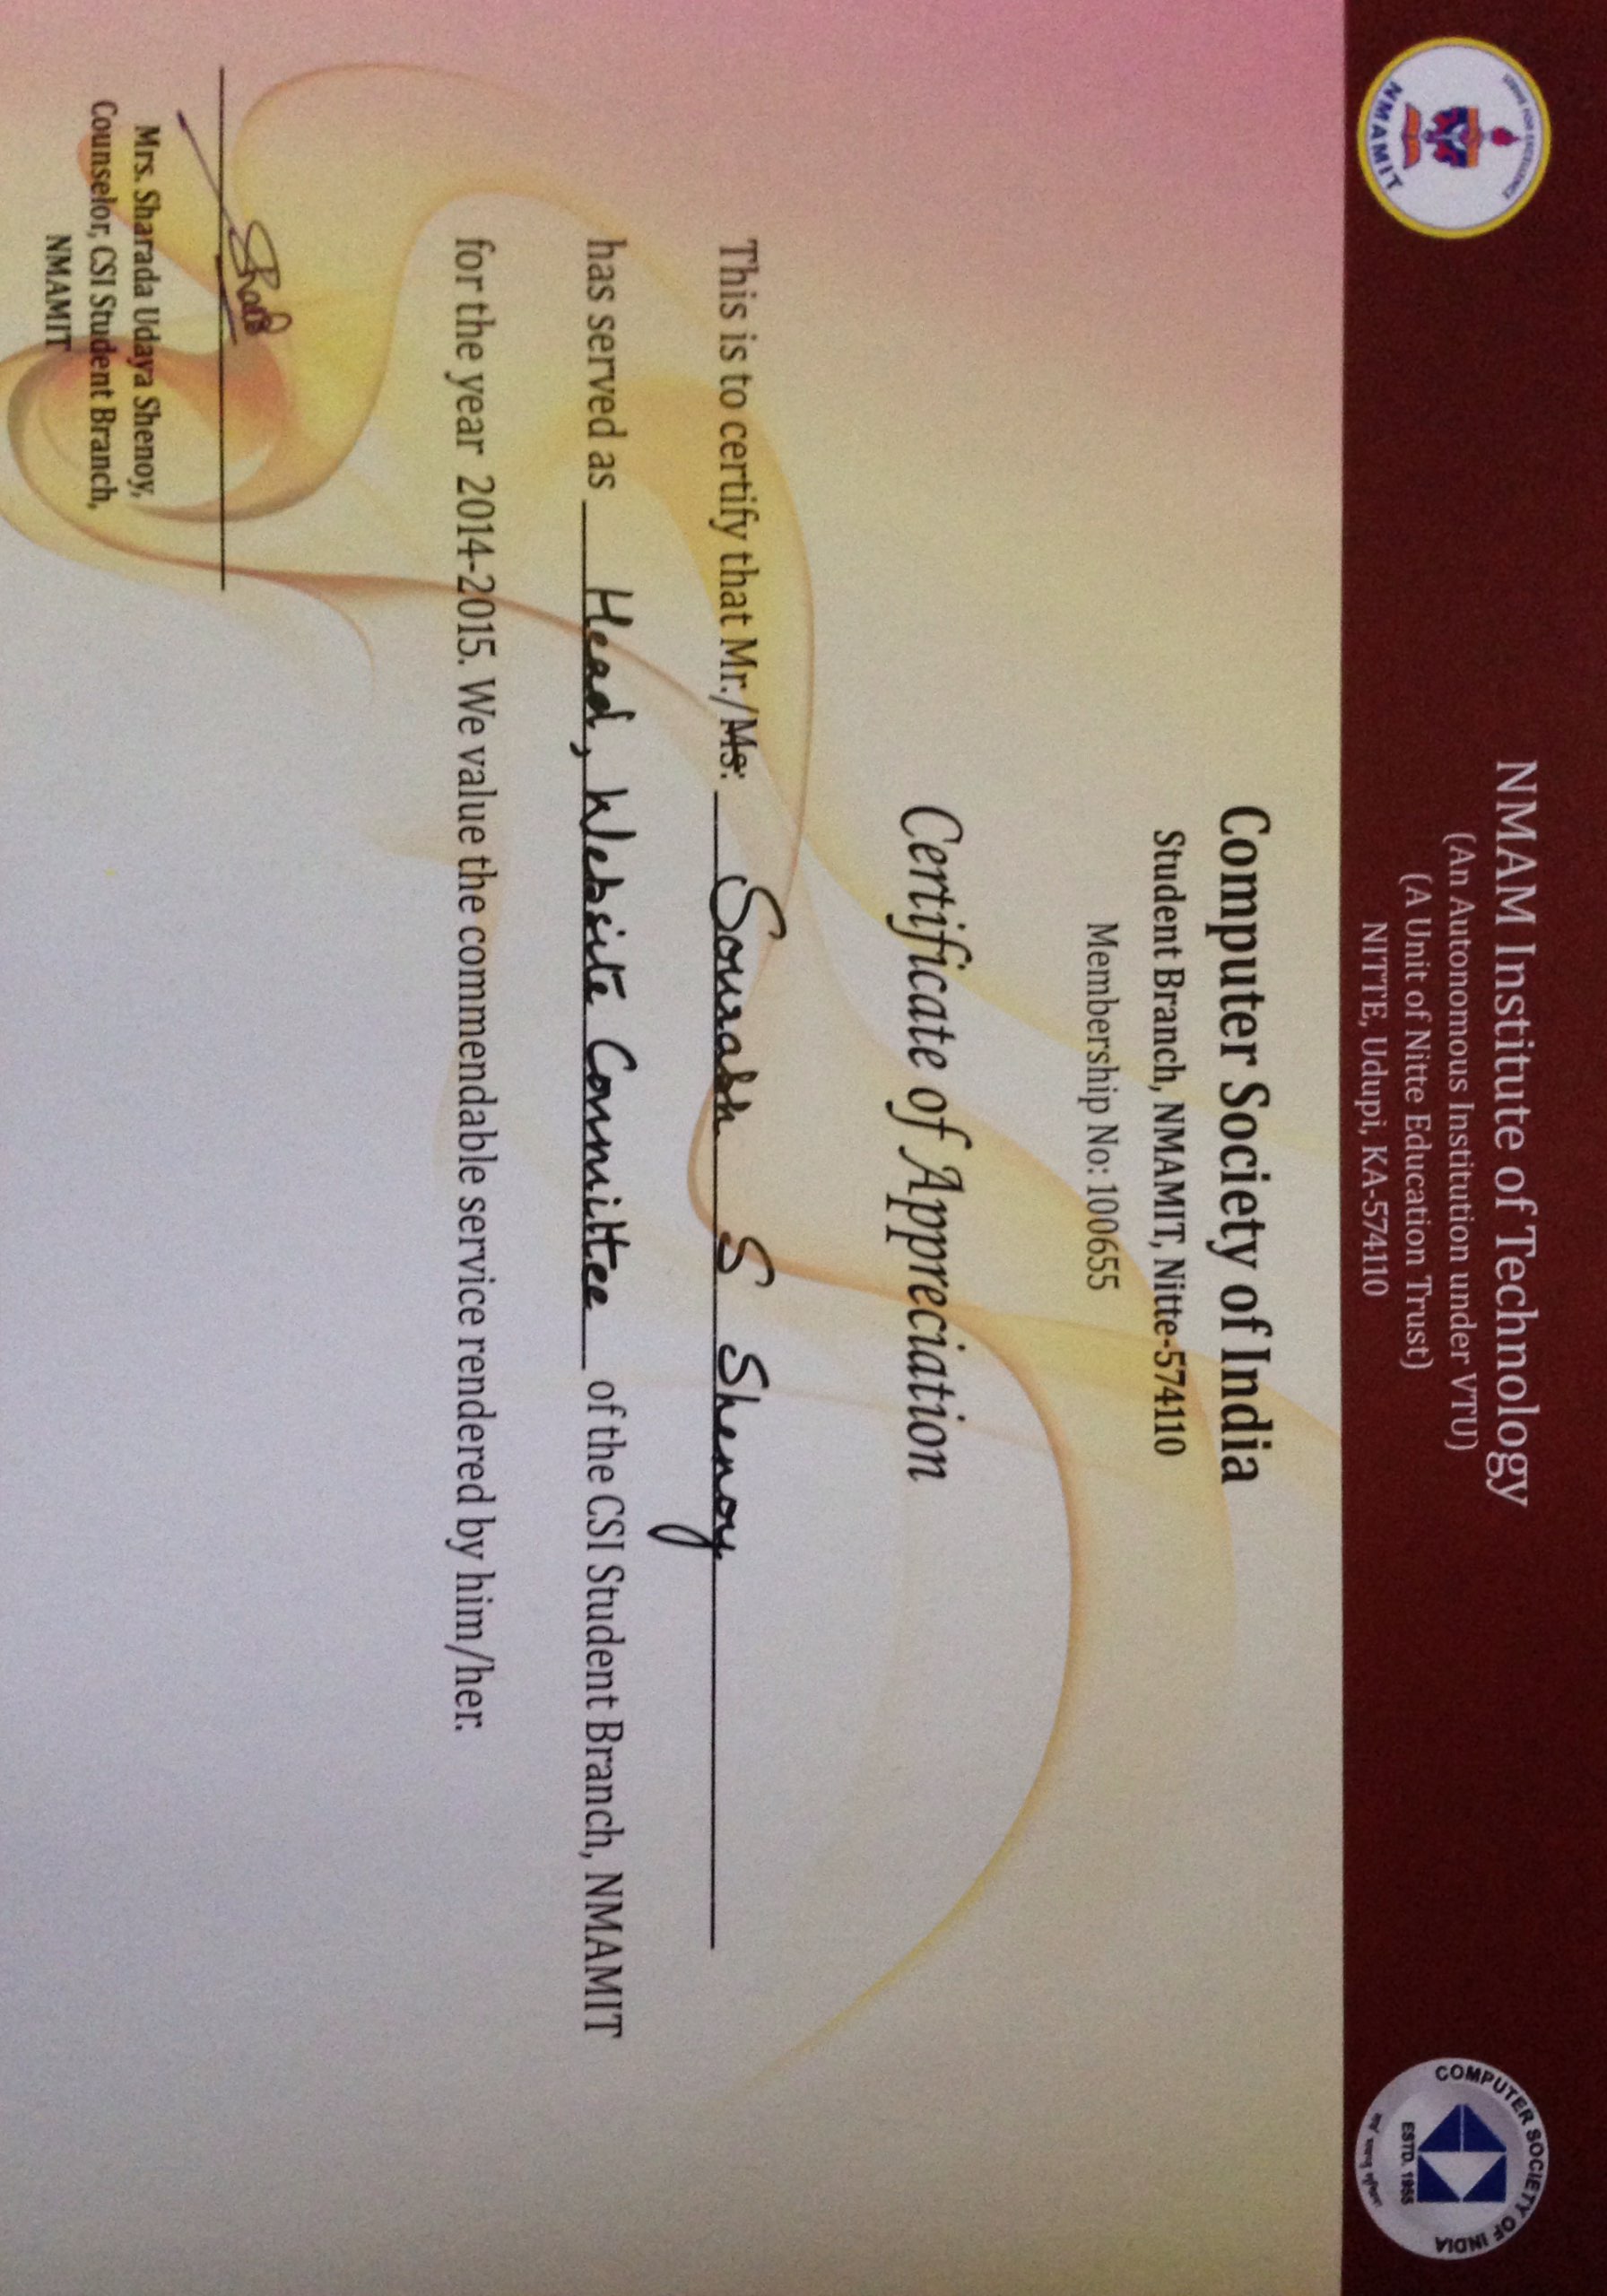 STRIVE FOR EXCELLENCE
NMAMIT
NMAM Institute of Technology
(An Autonomous Institution under VTU)
(A Unit of Nitte Education Trust)
NITTE, Udupi, KA-574110
COMPUTER SOCIETY OF INDIA
ESTD. 1965
Computer Society of India
Student Branch, NMAMIT, Nitte-574110
Membership No: 100655
Certificate of Appreciation
This is to certify that Mr./Ms: Sourabh S Shenoy
has served as Head, Website Committee of the CSI Student Branch, NMAMIT
for the year 2014-2015. We value the commendable service rendered by him/her.
Mrs. Sharada Udaya Shenoy,
Counselor, CSI Student Branch,
NMAMIT